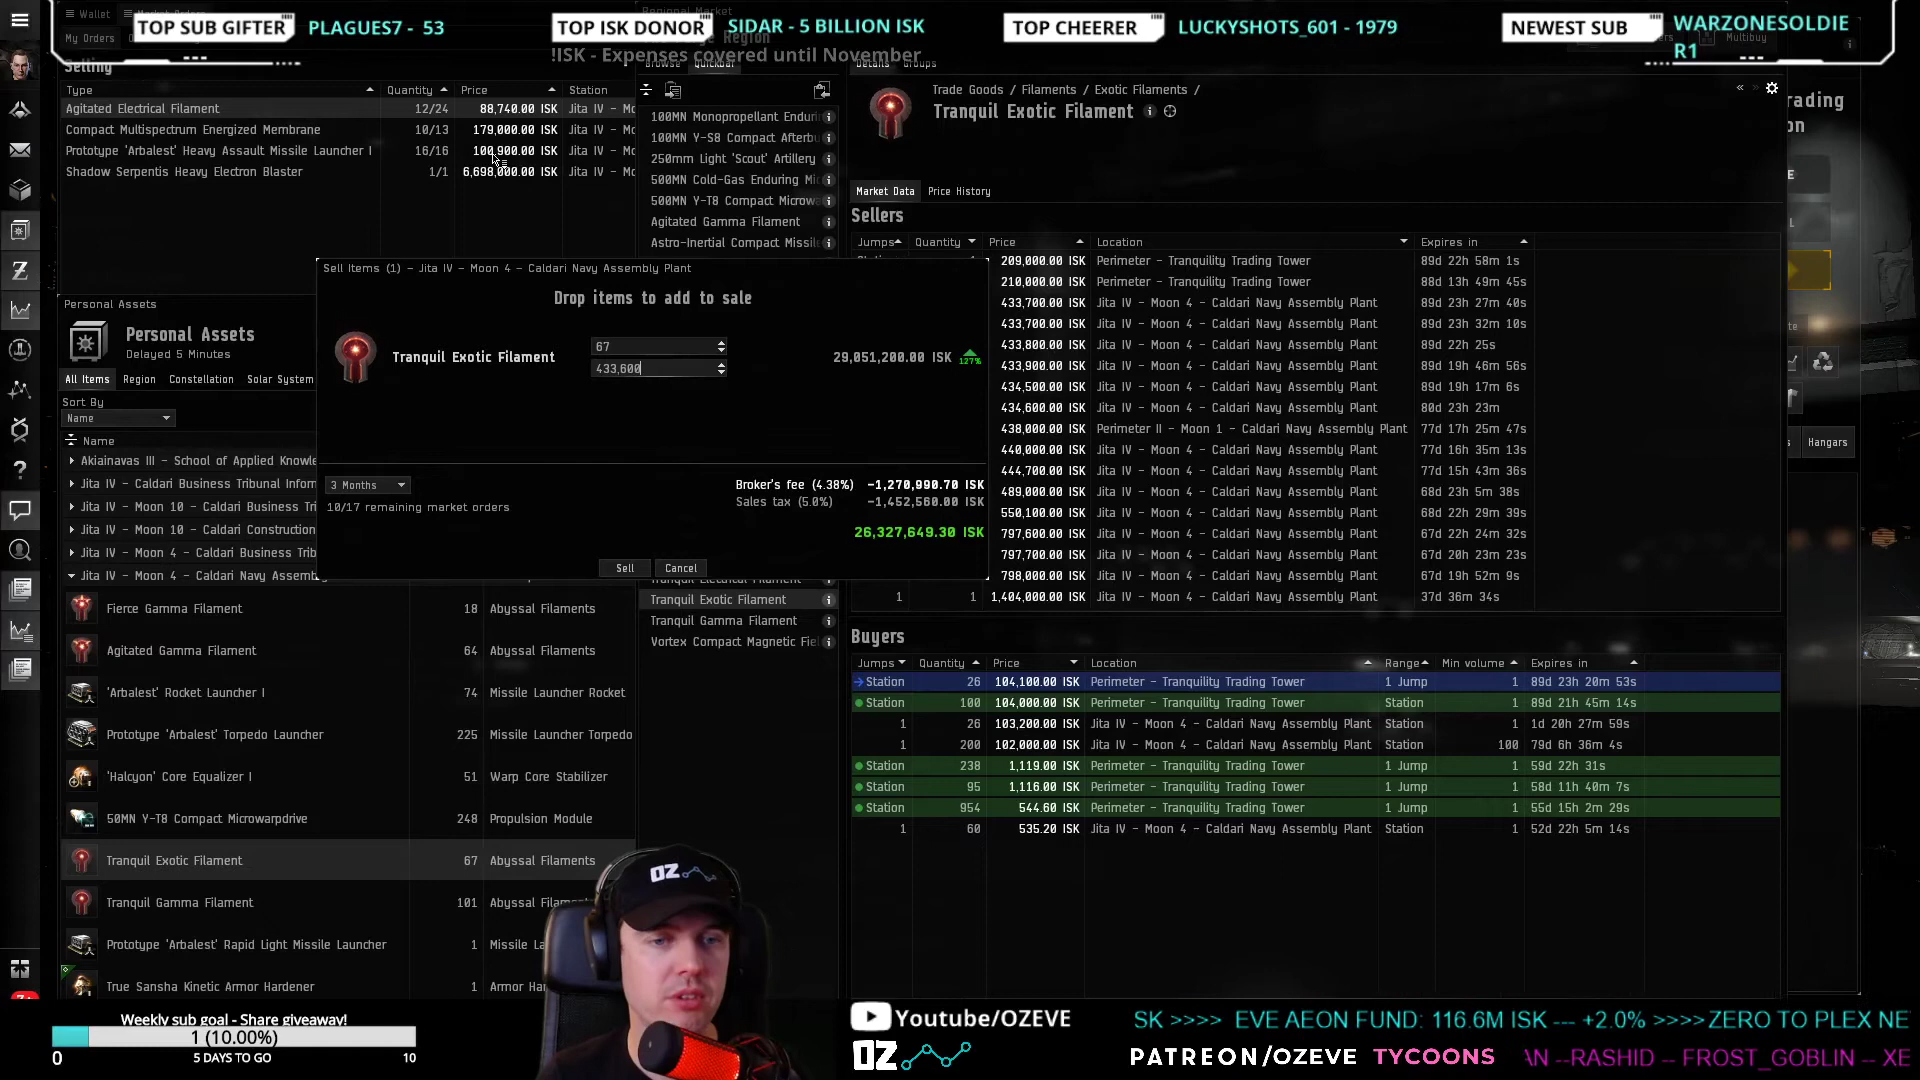 TOP SUB GIFTER PLAGUES7 - 53
TOP ISK DONOR SIDAR - 5 BILLION ISK
TOP CHEERER LUCKYSHOTS_601 - 1979
NEWEST SUB WARZONESOLDIE
R1
!ISK - Expenses covered until November
Wallet
My Orders
Selling
Type Quantity Price Station
Agitated Electrical Filament 12/24 88,740.00 ISK Jita IV - Mo
Compact Multispectrum Energized Membrane 10/13 179,000.00 ISK Jita IV - Mo
Prototype 'Arbalest' Heavy Assault Missile Launcher I 16/16 100,900.00 ISK Jita IV - Mo
Shadow Serpentis Heavy Electron Blaster 1/1 6,698,000.00 ISK Jita IV - Mo
Browse Quickbar
100MN Monopropellant Enduri
100MN Y-S8 Compact Afterbu
250mm Light 'Scout' Artillery
500MN Cold-Gas Enduring Mi
500MN Y-T8 Compact Microwa
Agitated Gamma Filament
Astro-Inertial Compact Missil
Tranquil Electrical Filament
Tranquil Exotic Filament
Tranquil Gamma Filament
Vortex Compact Magnetic Fie
Details Groups
Multibuy
Trade Goods / Filaments / Exotic Filaments /
Tranquil Exotic Filament
Market Data Price History
Sellers
Jumps Quantity Price Location Expires in
209,000.00 ISK Perimeter - Tranquility Trading Tower 89d 22h 58m 1s
210,000.00 ISK Perimeter - Tranquility Trading Tower 88d 13h 49m 45s
433,700.00 ISK Jita IV - Moon 4 - Caldari Navy Assembly Plant 89d 23h 27m 40s
433,700.00 ISK Jita IV - Moon 4 - Caldari Navy Assembly Plant 89d 23h 32m 10s
433,800.00 ISK Jita IV - Moon 4 - Caldari Navy Assembly Plant 89d 22h 25s
433,900.00 ISK Jita IV - Moon 4 - Caldari Navy Assembly Plant 89d 19h 46m 56s
434,500.00 ISK Jita IV - Moon 4 - Caldari Navy Assembly Plant 89d 19h 17m 6s
434,600.00 ISK Jita IV - Moon 4 - Caldari Navy Assembly Plant 80d 23h 23m
438,000.00 ISK Perimeter II - Moon 1 - Caldari Navy Assembly Plant 77d 17h 25m 47s
440,000.00 ISK Jita IV - Moon 4 - Caldari Navy Assembly Plant 77d 16h 35m 13s
444,700.00 ISK Jita IV - Moon 4 - Caldari Navy Assembly Plant 77d 15h 43m 36s
489,000.00 ISK Jita IV - Moon 4 - Caldari Navy Assembly Plant 68d 23h 5m 38s
550,100.00 ISK Jita IV - Moon 4 - Caldari Navy Assembly Plant 68d 22h 29m 39s
797,600.00 ISK Jita IV - Moon 4 - Caldari Navy Assembly Plant 67d 22h 24m 32s
797,700.00 ISK Jita IV - Moon 4 - Caldari Navy Assembly Plant 67d 20h 23m 23s
798,000.00 ISK Jita IV - Moon 4 - Caldari Navy Assembly Plant 67d 19h 52m 9s
1 1 1,404,000.00 ISK Jita IV - Moon 4 - Caldari Navy Assembly Plant 37d 36m 34s
Buyers
Jumps Quantity Price Location Range Min volume Expires in
Station 26 104,100.00 ISK Perimeter - Tranquility Trading Tower 1 Jump 1 89d 23h 20m 53s
Station 100 104,000.00 ISK Perimeter - Tranquility Trading Tower Station 1 89d 21h 45m 14s
1 26 103,200.00 ISK Jita IV - Moon 4 - Caldari Navy Assembly Plant Station 1 1d 20h 27m 59s
1 200 102,000.00 ISK Jita IV - Moon 4 - Caldari Navy Assembly Plant Station 100 79d 6h 36m 4s
Station 238 1,119.00 ISK Perimeter - Tranquility Trading Tower 1 Jump 1 59d 22h 31s
Station 95 1,116.00 ISK Perimeter - Tranquility Trading Tower 1 Jump 1 58d 11h 40m 7s
Station 954 544.60 ISK Perimeter - Tranquility Trading Tower 1 Jump 1 55d 15h 2m 29s
1 60 535.20 ISK Jita IV - Moon 4 - Caldari Navy Assembly Plant Station 1 52d 22h 5m 14s
Sell Items (1) - Jita IV - Moon 4 - Caldari Navy Assembly Plant
Drop items to add to sale
Tranquil Exotic Filament
67
433,600
29,051,200.00 ISK 127%
3 Months
10/17 remaining market orders
Broker's fee (4.38%) -1,270,990.70 ISK
Sales tax (5.0%) -1,452,560.00 ISK
26,327,649.30 ISK
Sell Cancel
Personal Assets
Personal Assets
Delayed 5 Minutes
All Items Region Constellation Solar System
Sort By
Name
Name
Akiainavas III - School of Applied Knowle
Jita IV - Caldari Business Tribunal Infom
Jita IV - Moon 10 - Caldari Business Tri
Jita IV - Moon 10 - Caldari Construction
Jita IV - Moon 4 - Caldari Business Trib
Jita IV - Moon 4 - Caldari Navy Assemb
Fierce Gamma Filament 18 Abyssal Filaments
Agitated Gamma Filament 64 Abyssal Filaments
'Arbalest' Rocket Launcher I 74 Missile Launcher Rocket
Prototype 'Arbalest' Torpedo Launcher 225 Missile Launcher Torpedo
'Halcyon' Core Equalizer I 51 Warp Core Stabilizer
50MN Y-T8 Compact Microwarpdrive 248 Propulsion Module
Tranquil Exotic Filament 67 Abyssal Filaments
Tranquil Gamma Filament 101 Abyssal Filam
Prototype 'Arbalest' Rapid Light Missile Launcher 1 Missile La
True Sansha Kinetic Armor Hardener 1 Armor Har
Hangars
OZ
Weekly sub goal - Share giveaway!
1 (10.00%)
0 5 DAYS TO GO 10
Youtube/OZEVE
SK >>>> EVE AEON FUND: 116.6M ISK --- +2.0% >>>>ZERO TO PLEX NE
OZ
PATREON/OZEVE TYCOONS AN --RASHID -- FROST_GOBLIN -- XE